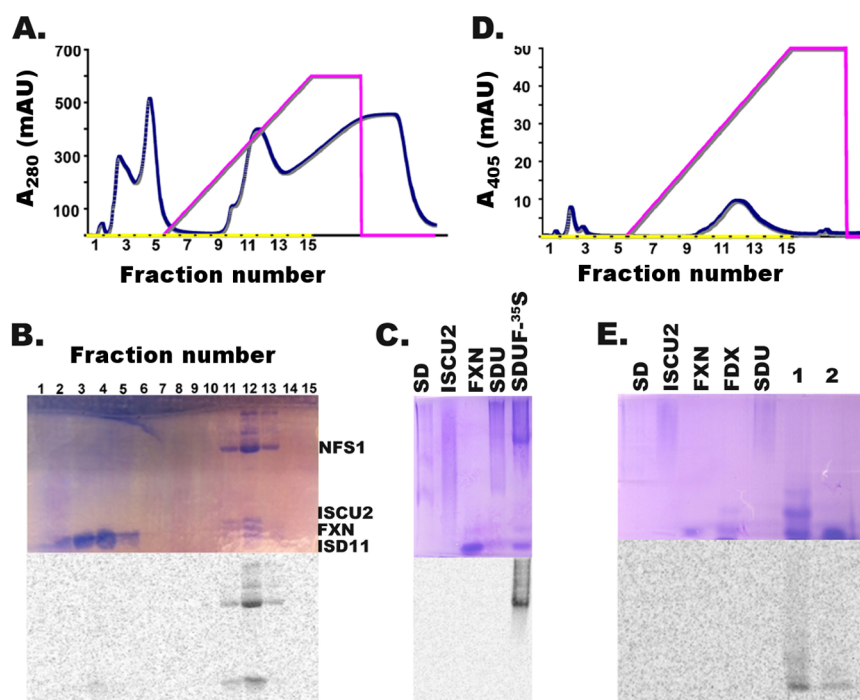 A.
700
500
300
100
A280 (mAU)
1 3 5 7 9 11 13 15
Fraction number
D.
50
40
30
20
10
A405 (mAU)
1 3 5 7 9 11 13 15
Fraction number
B.
Fraction number
1 2 3 4 5 6 7 8 9 10 11 12 13 14 15
NFS1
ISCU2
FXN
ISD11
C.
SD
ISCU2
FXN
SDU
SDUF-35S
E.
SD
ISCU2
FXN
FDX
SDU
1
2